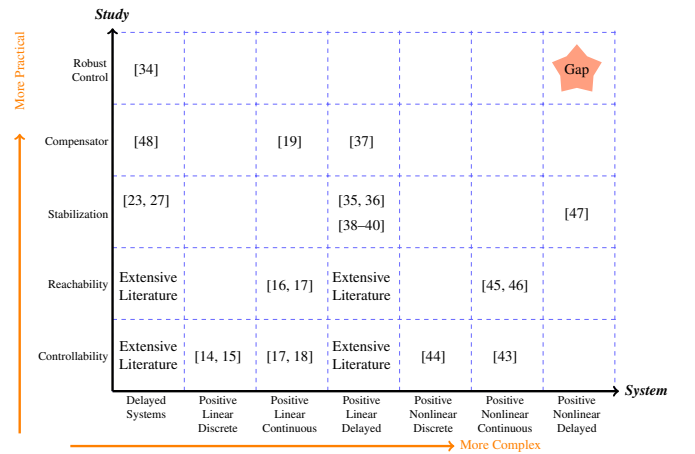 Study
More Practical
Robust
Control
[34]
Gap
Compensator
[48]
[19]
[37]
Stabilization
[23, 27]
[35, 36]
[38–40]
[47]
Reachability
Extensive
Literature
[16, 17]
Extensive
Literature
[45, 46]
Controllability
Extensive
Literature
[14, 15]
[17, 18]
Extensive
Literature
[44]
[43]
System
Delayed
Systems
Positive
Linear
Discrete
Positive
Linear
Continuous
Positive
Linear
Delayed
Positive
Nonlinear
Discrete
Positive
Nonlinear
Continuous
Positive
Nonlinear
Delayed
More Complex